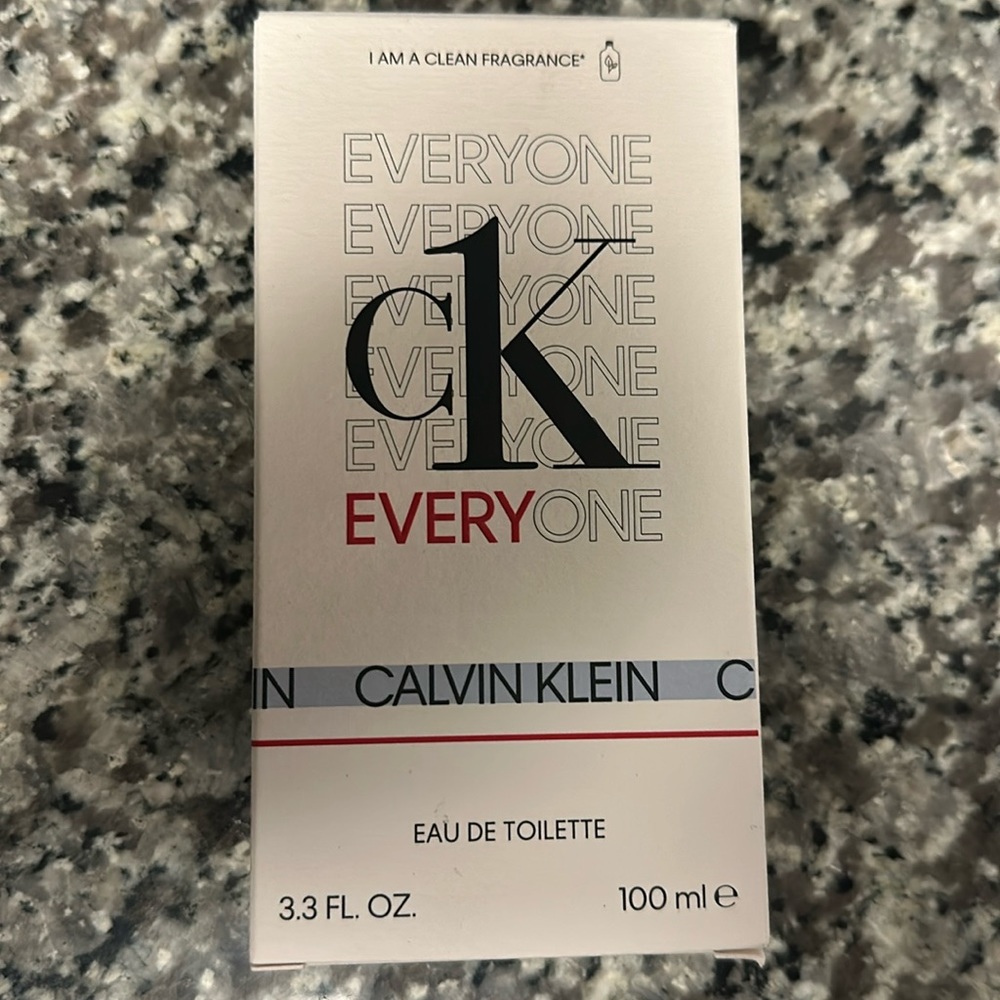 I AM A CLEAN FRAGRANCE*
EVERYONE
EVERYONE
EVERYONE
EVERYONE
EVERYONE
cK
EVERYONE
IN CALVIN KLEIN C
EAU DE TOILETTE
3.3 FL. OZ. 100 ml ℮